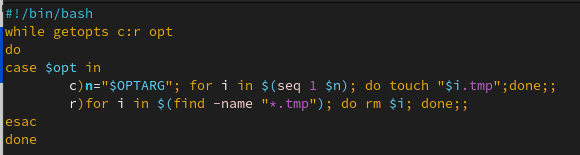 #!/bin/bash
while getopts c:r opt
do
case $opt in
c)n="$OPTARG"; for i in $(seq 1 $n); do touch "$i.tmp";done;;
r)for i in $(find -name "*.tmp"); do rm $i; done;;
esac
done